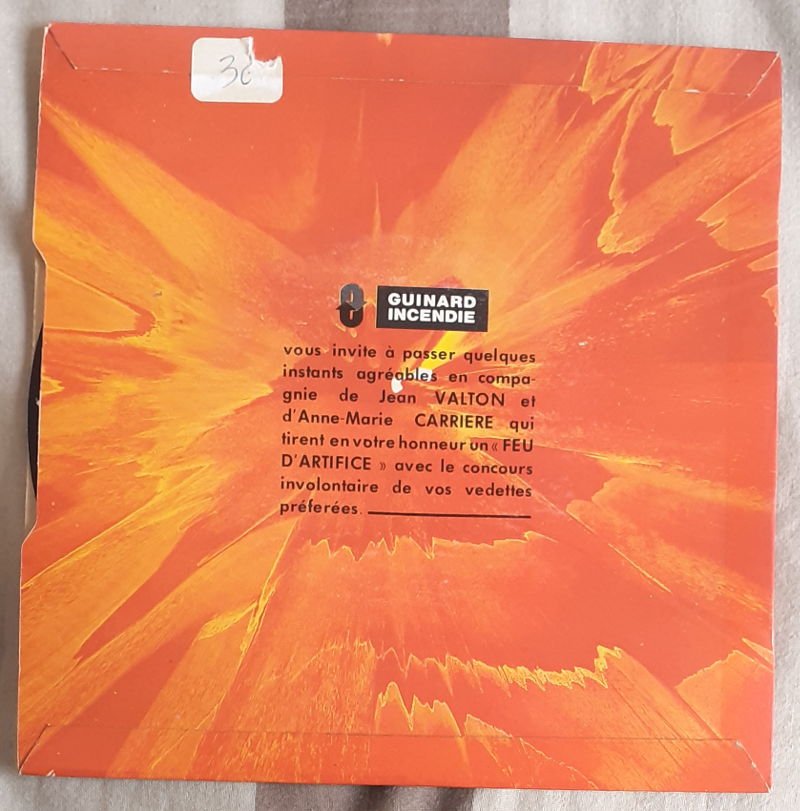 30
GUINARD
INCENDIE
vous invite à passer quelques
instants agréables en compa-
gnie de Jean VALTON et
d'Anne-Marie CARRIERE qui
tirent en votre honneur un « FEU
D'ARTIFICE » avec le concours
involontaire de vos vedettes
préferées.